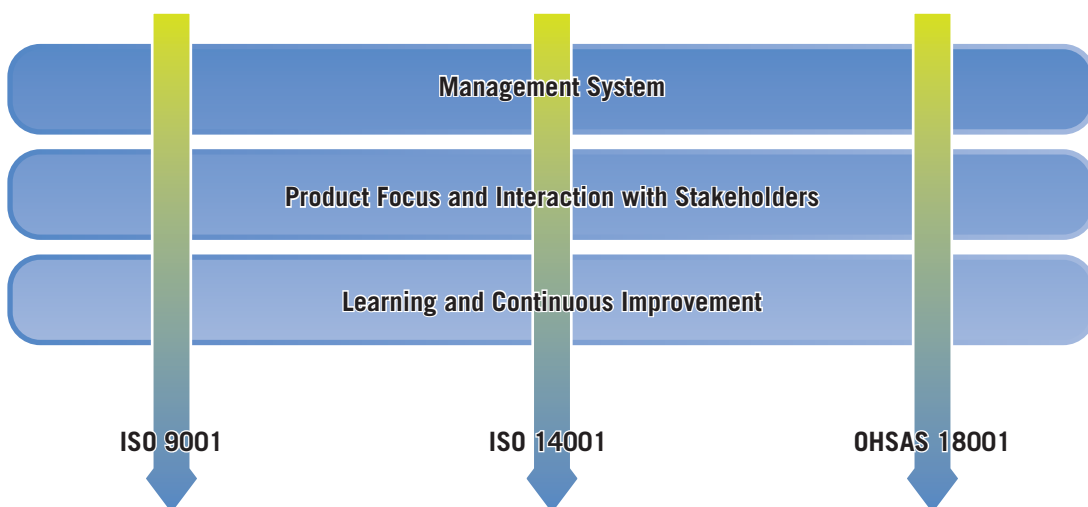 Management System
Product Focus and Interaction with Stakeholders
Learning and Continuous Improvement
ISO 9001
ISO 14001
OHSAS 18001